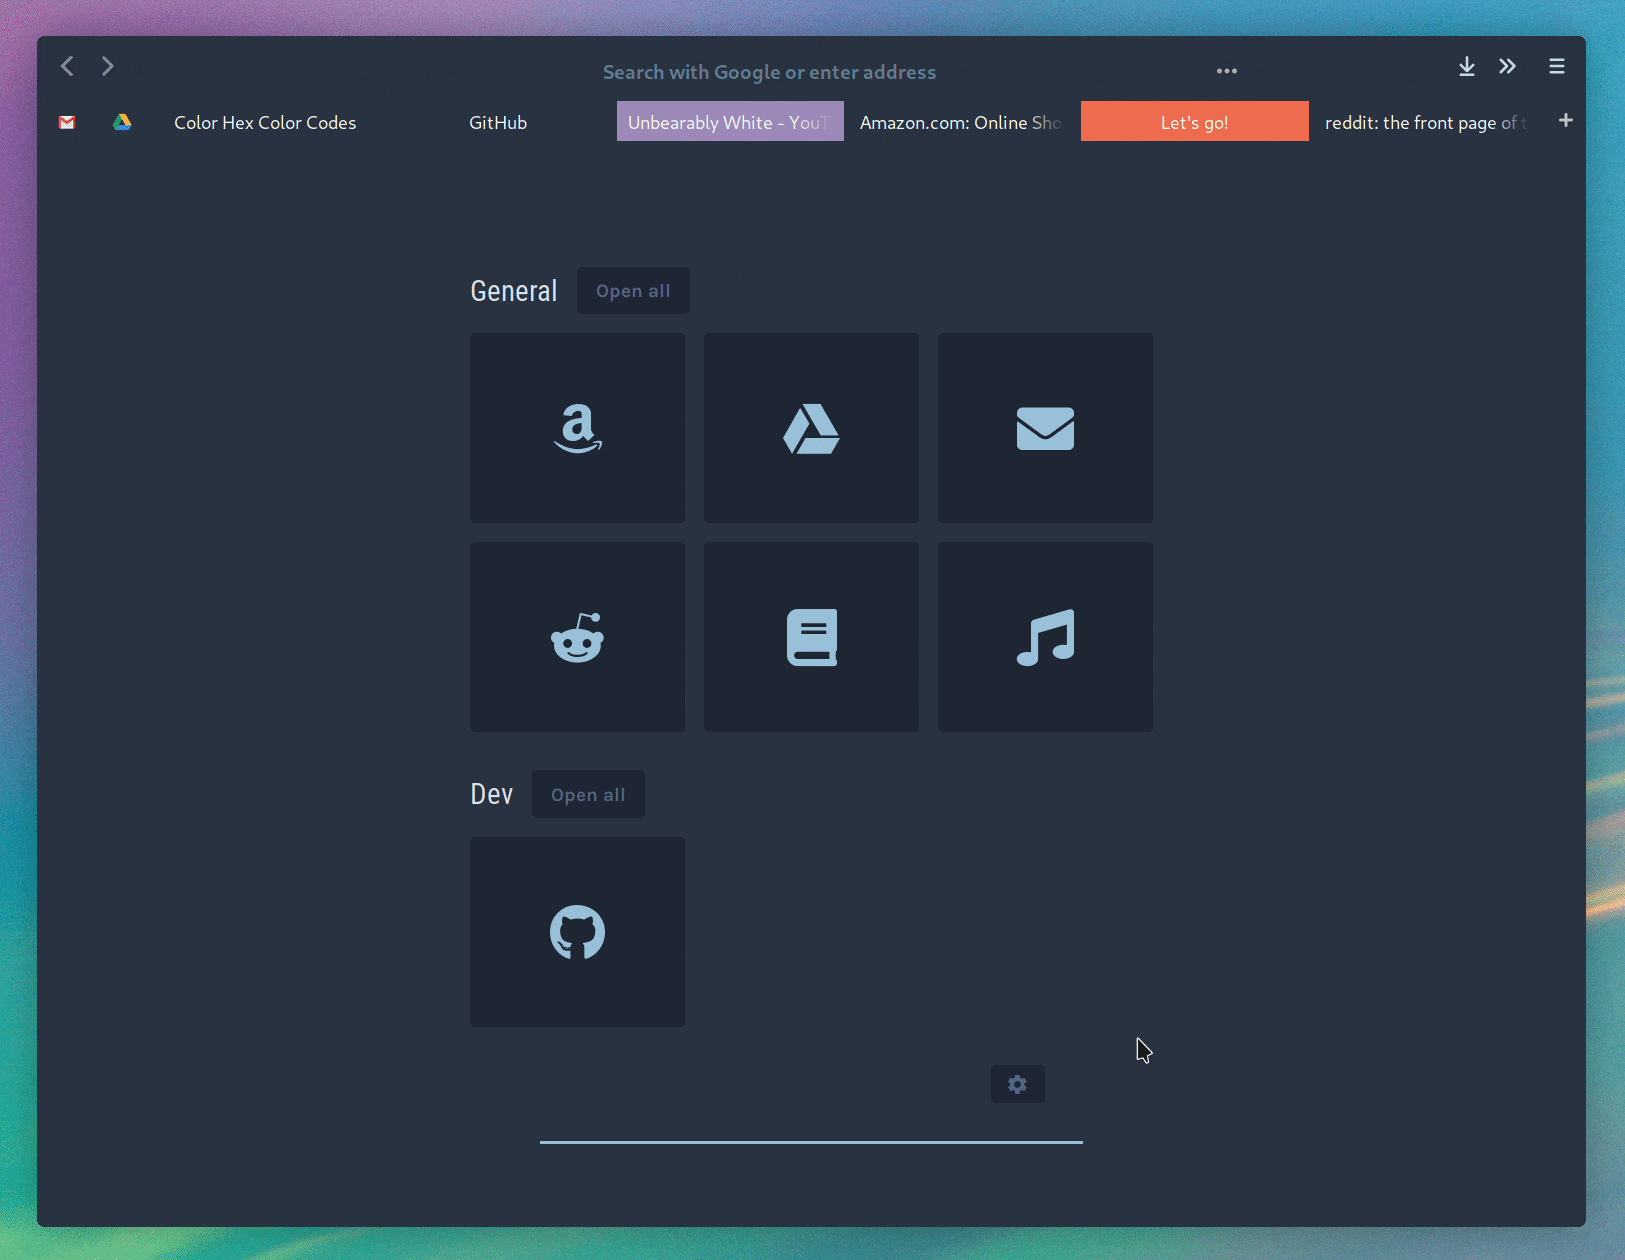 Search with Google or enter address
Color Hex Color Codes
GitHub
Unbearably White - YouT
Amazon.com: Online Sho
Let's go!
reddit: the front page of t
General
Open all
Dev
Open all